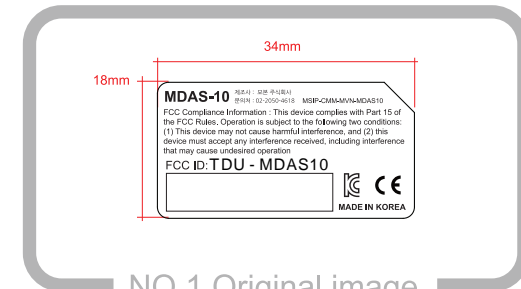 34mm
18mm
MDAS-10 제조사 : 모본 주식회사
문의처 : 02-2050-4618 MSIP-CMM-MVN-MDAS10
FCC Compliance Information : This device complies with Part 15 of
the FCC Rules. Operation is subject to the following two conditions:
(1) This device may not cause harmful interference, and (2) this
device must accept any interference received, including interference
that may cause undesired operation
FCC ID: TDU - MDAS10
CE
MADE IN KOREA
NO.1 Original image